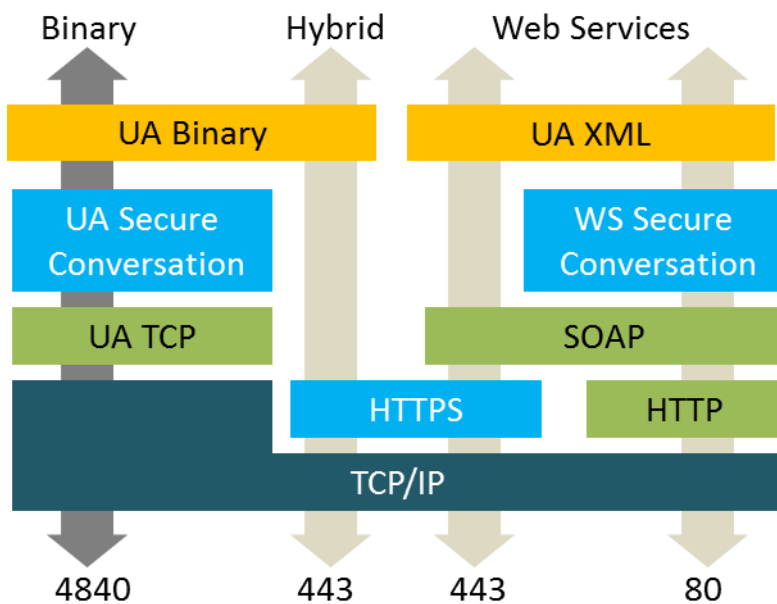 Binary Hybrid Web Services
UA Binary UA XML
UA Secure
Conversation
WS Secure
Conversation
UA TCP SOAP
HTTPS HTTP
TCP/IP
4840 443 443 80